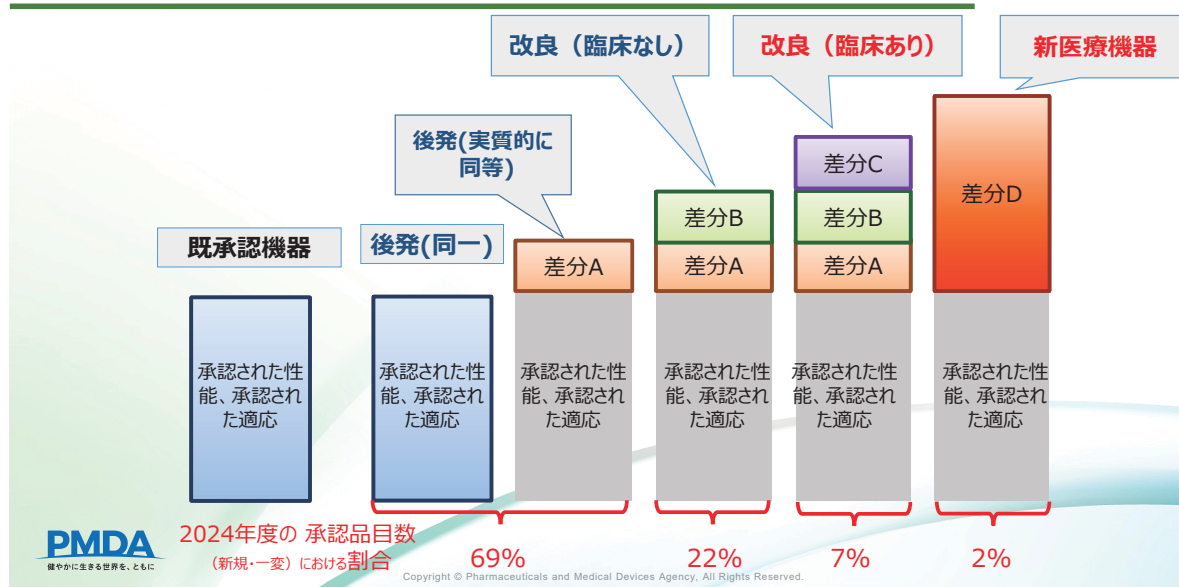 改良（臨床なし）
改良（臨床あり）
新医療機器
後発(実質的に
同等)
既承認機器
後発(同一)
差分A
差分B
差分A
差分C
差分B
差分A
差分D
承認された性
能、承認され
た適応
承認された性
能、承認され
た適応
承認された性
能、承認され
た適応
承認された性
能、承認され
た適応
承認された性
能、承認され
た適応
承認された性
能、承認され
た適応
2024年度の 承認品目数
（新規・一変）における割合
69%
22%
7%
2%
PMDA
健やかに生きる世界を、ともに
Copyright © Pharmaceuticals and Medical Devices Agency, All Rights Reserved.